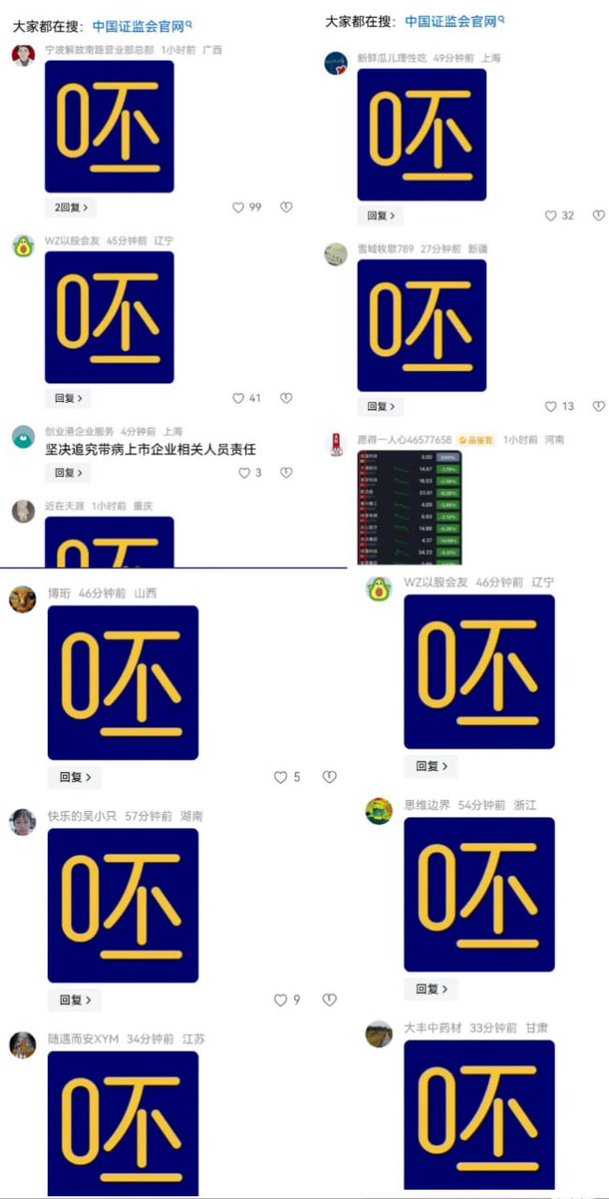 大家都在搜：中国证监会官网
宁波解放南路营业部总部 1小时前 广西
呸
2回复 >
99
WZ以股会友 45分钟前 辽宁
呸
回复 >
41
创业港企业服务 4分钟前 上海
坚决追究带病上市企业相关人员责任
回复 >
3
近在天涯 1小时前 重庆
大家都在搜：中国证监会官网
新鲜瓜儿理性吃 49分钟前 上海
呸
回复 >
32
雪域牧歌789 27分钟前 新疆
呸
回复 >
13
愿得一人心46577658 品鉴官 1小时前 河南
5.00
14.67
4.37
34.23
博珩 46分钟前 山西
呸
回复 >
5
快乐的吴小只 57分钟前 湖南
呸
回复 >
9
随遇而安XYM 34分钟前 江苏
呸
WZ以股会友 46分钟前 辽宁
呸
回复 >
思维边界 54分钟前 浙江
呸
回复 >
大丰中药材 33分钟前 甘肃
呸